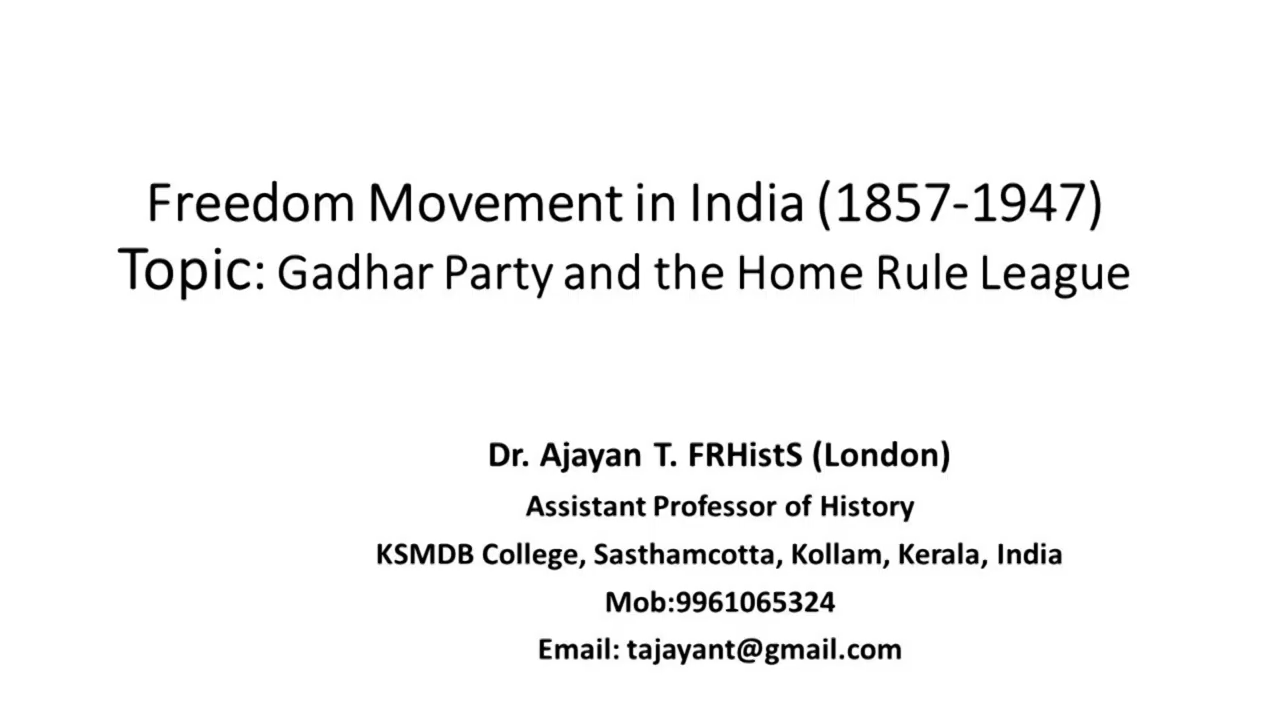 Freedom Movement in India (1857-1947)
Topic: Gadhar Party and the Home Rule League
Dr. Ajayan T. FRHistS (London)
Assistant Professor of History
KSMDB College, Sasthamcotta, Kollam, Kerala, India
Mob:9961065324
Email: tajayant@gmail.com